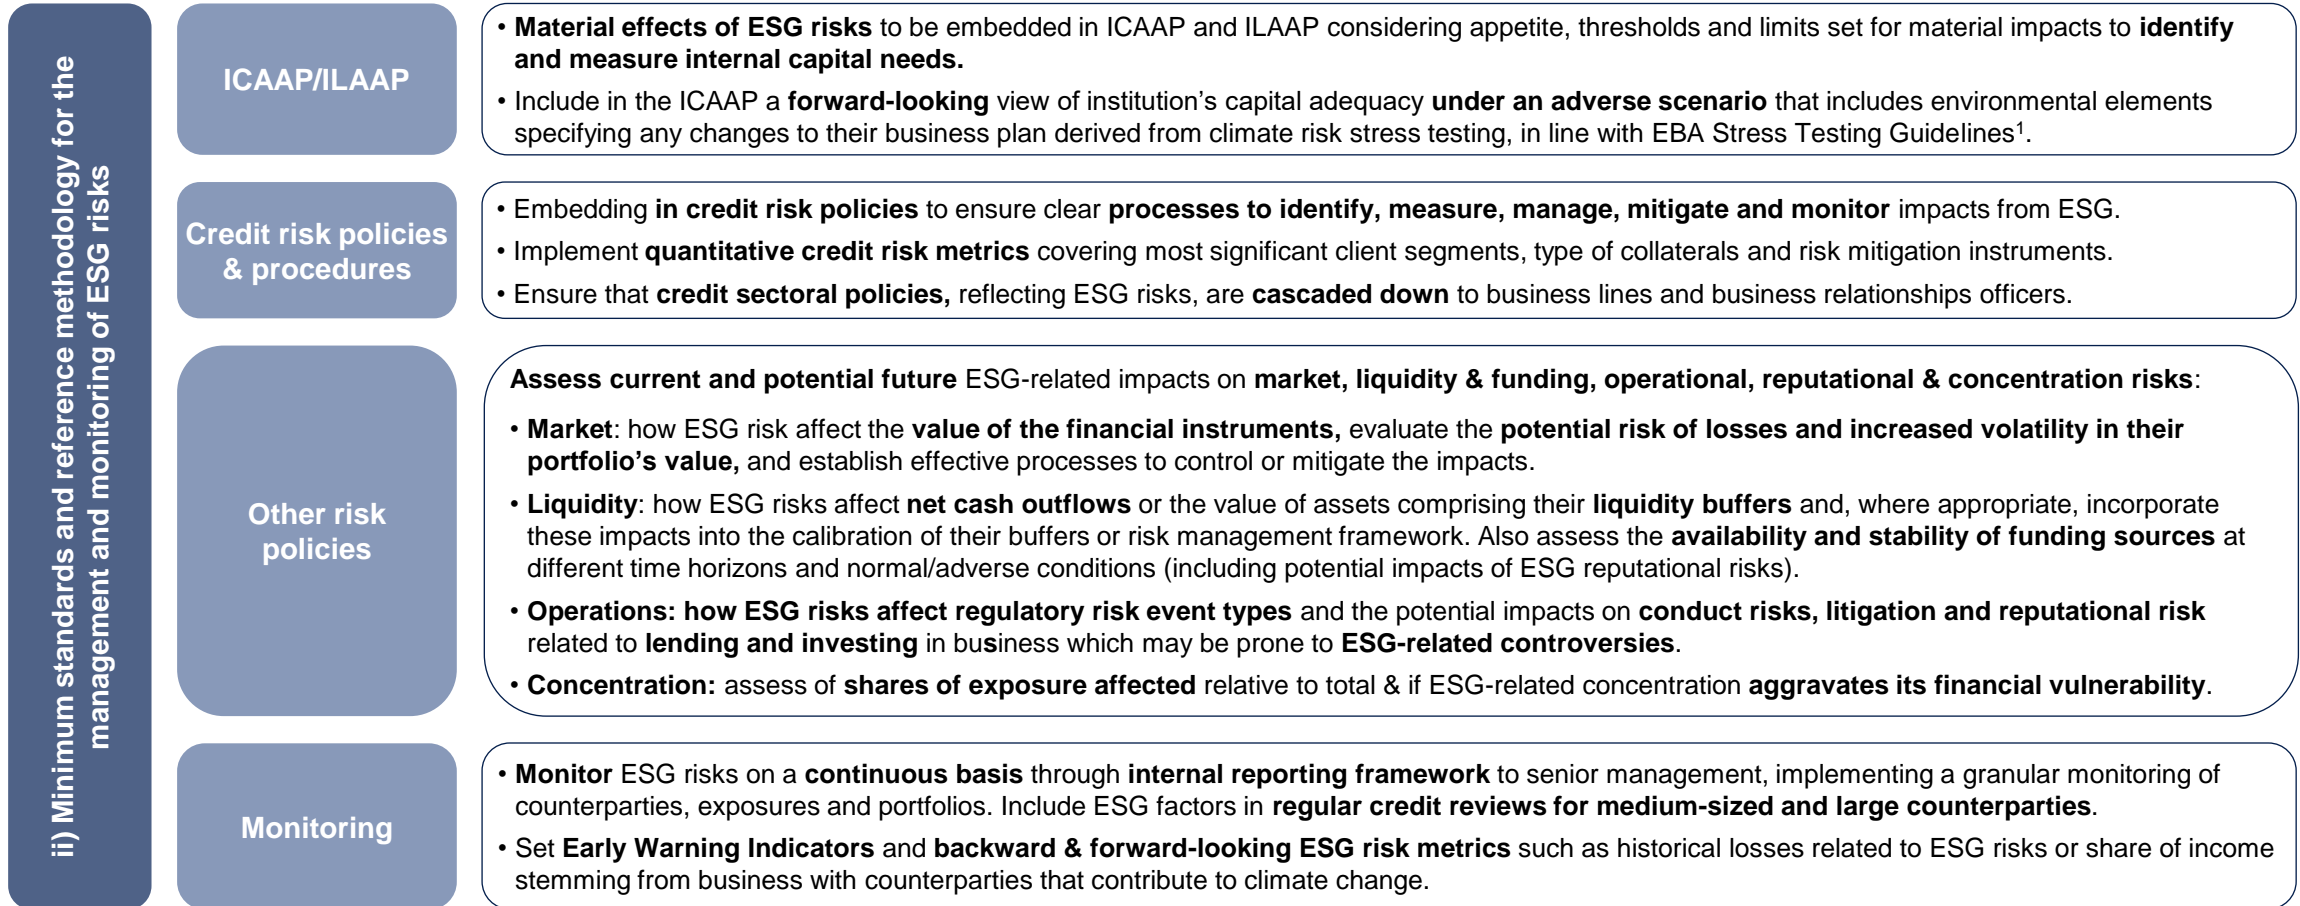 ii) Minimum standards and reference methodology for the
management and monitoring of ESG risks
ICAAP/ILAAP
• Material effects of ESG risks to be embedded in ICAAP and ILAAP considering appetite, thresholds and limits set for material impacts to identify
and measure internal capital needs.
• Include in the ICAAP a forward-looking view of institution’s capital adequacy under an adverse scenario that includes environmental elements
specifying any changes to their business plan derived from climate risk stress testing, in line with EBA Stress Testing Guidelines¹.
Credit risk policies
& procedures
• Embedding in credit risk policies to ensure clear processes to identify, measure, manage, mitigate and monitor impacts from ESG.
• Implement quantitative credit risk metrics covering most significant client segments, type of collaterals and risk mitigation instruments.
• Ensure that credit sectoral policies, reflecting ESG risks, are cascaded down to business lines and business relationships officers.
Other risk
policies
Assess current and potential future ESG-related impacts on market, liquidity & funding, operational, reputational & concentration risks:
• Market: how ESG risk affect the value of the financial instruments, evaluate the potential risk of losses and increased volatility in their
portfolio’s value, and establish effective processes to control or mitigate the impacts.
• Liquidity: how ESG risks affect net cash outflows or the value of assets comprising their liquidity buffers and, where appropriate, incorporate
these impacts into the calibration of their buffers or risk management framework. Also assess the availability and stability of funding sources at
different time horizons and normal/adverse conditions (including potential impacts of ESG reputational risks).
• Operations: how ESG risks affect regulatory risk event types and the potential impacts on conduct risks, litigation and reputational risk
related to lending and investing in business which may be prone to ESG-related controversies.
• Concentration: assess of shares of exposure affected relative to total & if ESG-related concentration aggravates its financial vulnerability.
Monitoring
• Monitor ESG risks on a continuous basis through internal reporting framework to senior management, implementing a granular monitoring of
counterparties, exposures and portfolios. Include ESG factors in regular credit reviews for medium-sized and large counterparties.
• Set Early Warning Indicators and backward & forward-looking ESG risk metrics such as historical losses related to ESG risks or share of income
stemming from business with counterparties that contribute to climate change.